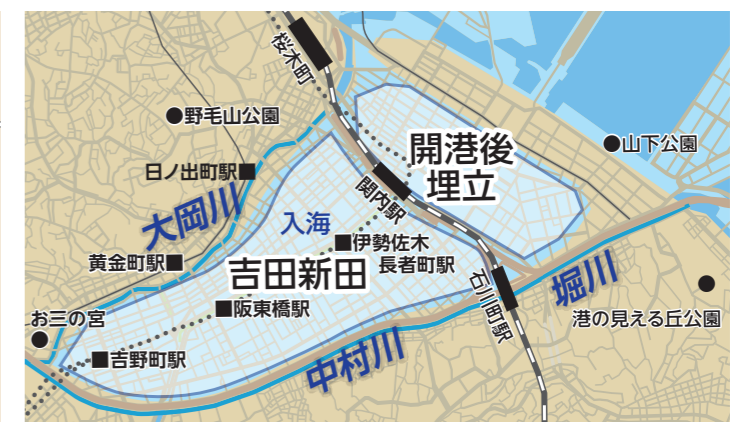 桜木町
●野毛山公園
開港後
埋立
●山下公園
日ノ出町駅■
関内駅
大岡川
入海
■伊勢佐木
長者町駅
黄金町駅■
吉田新田
石川町駅
堀川
■阪東橋駅
お三の宮
港の見える丘公園
■吉野町駅
中村川